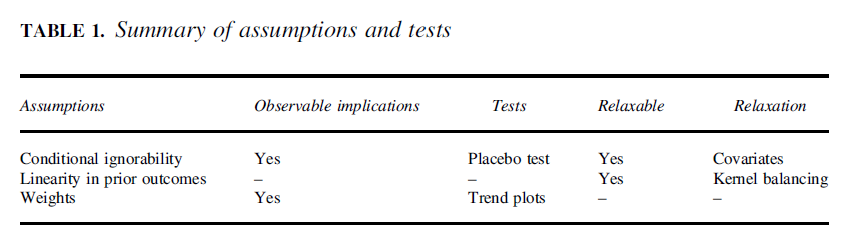 TABLE 1. Summary of assumptions and tests
Assumptions Observable implications Tests Relaxable Relaxation
Conditional ignorability Yes Placebo test Yes Covariates
Linearity in prior outcomes – – Yes Kernel balancing
Weights Yes Trend plots – –